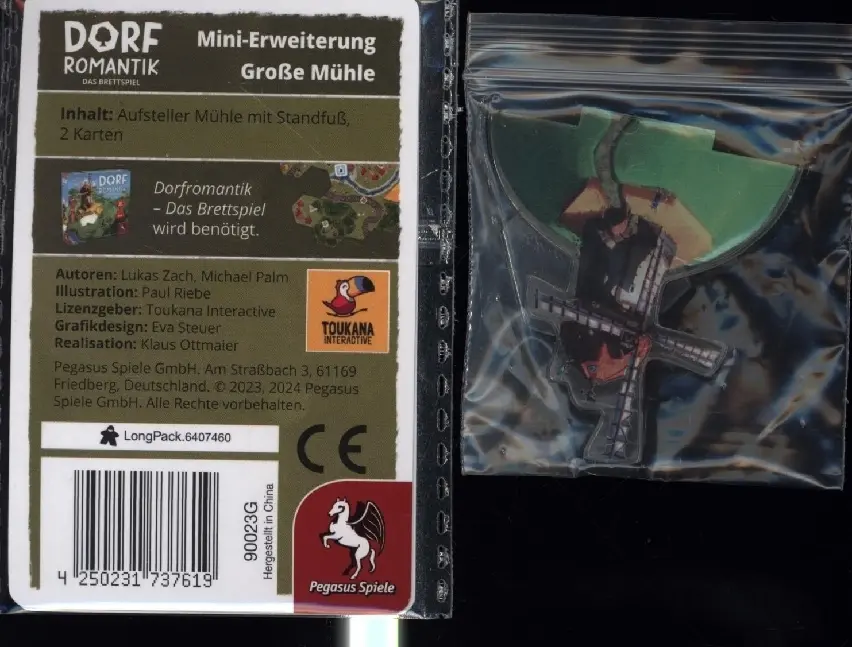 DORF
ROMANTIK
DAS BRETTSPIEL
Mini-Erweiterung
Große Mühle
Inhalt: Aufsteller Mühle mit Standfuß,
2 Karten
DORF
Dorfromantik
– Das Brettspiel
wird benötigt.
Autoren: Lukas Zach, Michael Palm
Illustration: Paul Riebe
Lizenzgeber: Toukana Interactive
Grafikdesign: Eva Steuer
Realisation: Klaus Ottmaier
TOUKANA
INTERACTIVE
Pegasus Spiele GmbH. Am Straßbach 3, 61169
Friedberg, Deutschland. © 2023, 2024 Pegasus
Spiele GmbH. Alle Rechte vorbehalten.
LongPack.6407460
CE
4 250231 737619
90023G
Hergestellt in China
Pegasus Spiele